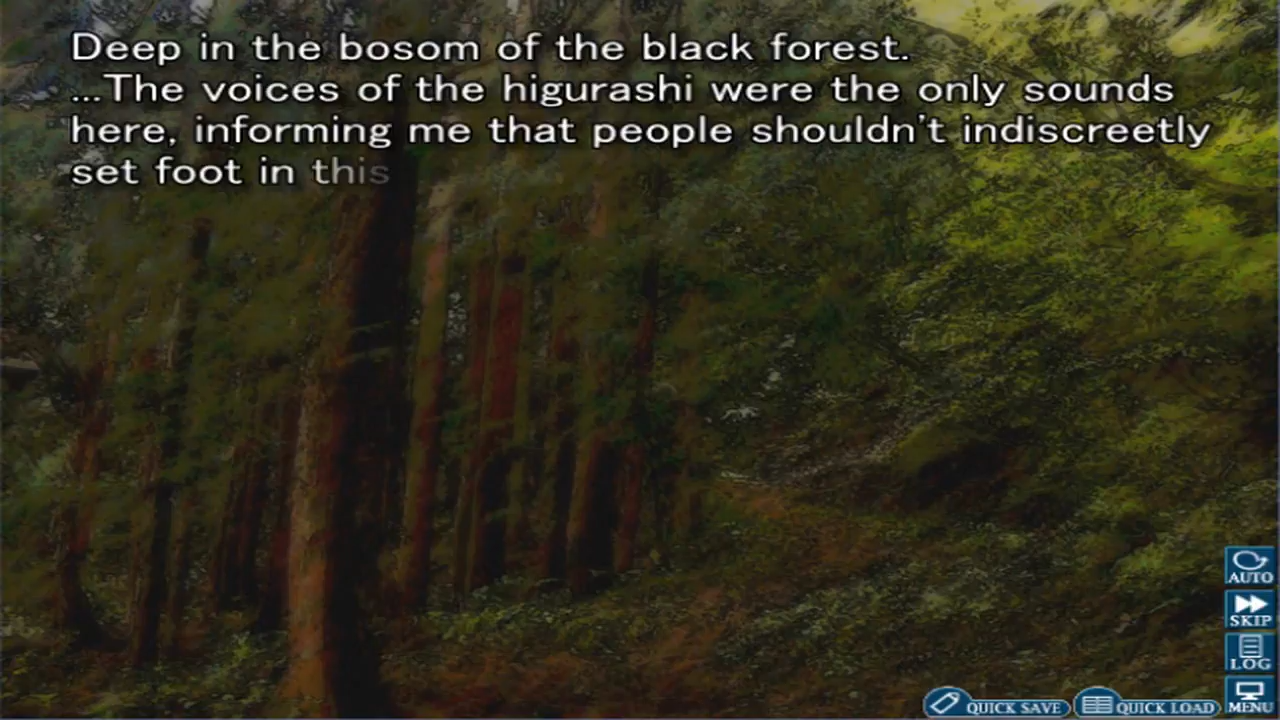 Deep in the bosom of the black forest.
...The voices of the higurashi were the only sounds
here, informing me that people shouldn't indiscreetly
set foot in this
AUTO
SKIP
LOG
QUICK SAVE
QUICK LOAD
MENU